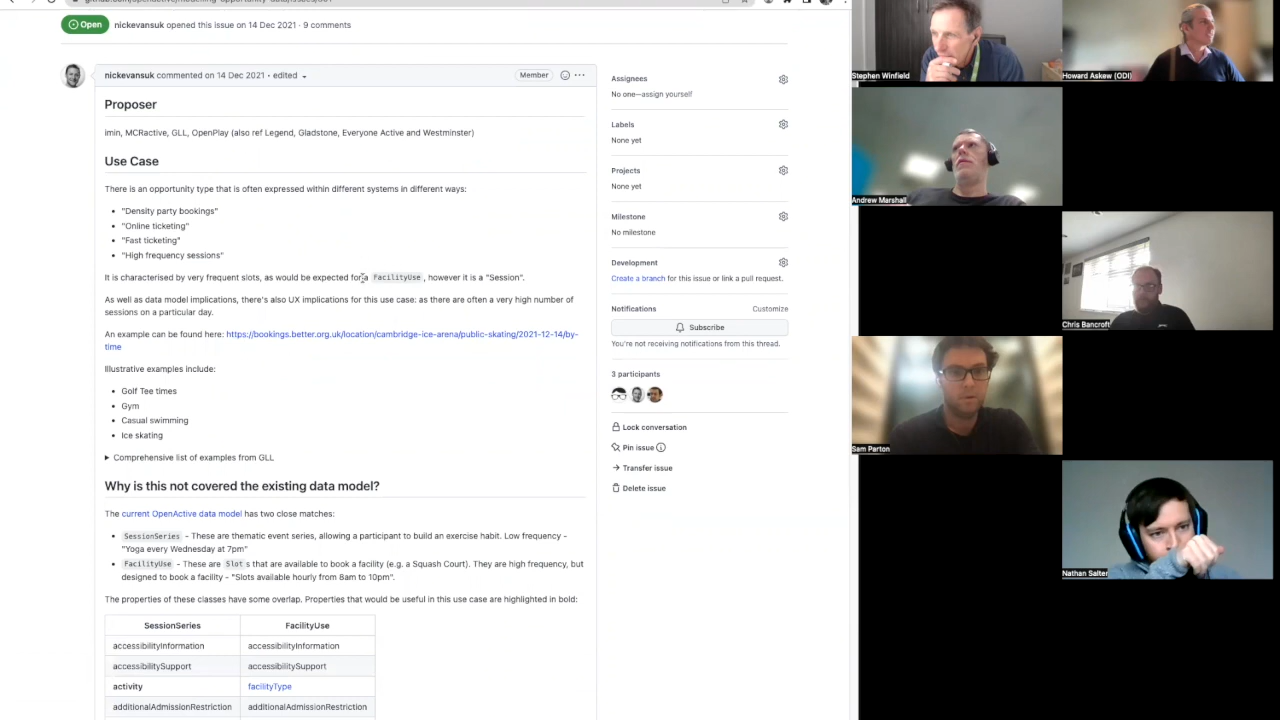 Open nickevansuk opened this issue on 14 Dec 2021 · 9 comments
nickevansuk commented on 14 Dec 2021 · edited
Member
Proposer
imin, MCRactive, GLL, OpenPlay (also ref Legend, Gladstone, Everyone Active and Westminster)
Use Case
There is an opportunity type that is often expressed within different systems in different ways:
• "Density party bookings"
• "Online ticketing"
• "Fast ticketing"
• "High frequency sessions"
It is characterised by very frequent slots, as would be expected for a FacilityUse, however it is a "Session".
As well as data model implications, there's also UX implications for this use case: as there are often a very high number of
sessions on a particular day.
An example can be found here: https://bookings.better.org.uk/location/cambridge-ice-arena/public-skating/2021-12-14/by-
time
Illustrative examples include:
• Golf Tee times
• Gym
• Casual swimming
• Ice skating
Comprehensive list of examples from GLL
Why is this not covered the existing data model?
The current OpenActive data model has two close matches:
• SessionSeries - These are thematic event series, allowing a participant to build an exercise habit. Low frequency -
"Yoga every Wednesday at 7pm"
• FacilityUse - These are Slot s that are available to book a facility (e.g. a Squash Court). They are high frequency, but
designed to book a facility - "Slots available hourly from 8am to 10pm".
The properties of these classes have some overlap. Properties that would be useful in this use case are highlighted in bold:
SessionSeries FacilityUse
accessibilityInformation accessibilityInformation
accessibilitySupport accessibilitySupport
activity facilityType
additionalAdmissionRestriction additionalAdmissionRestriction
Assignees
No one—assign yourself
Labels
None yet
Projects
None yet
Milestone
No milestone
Development
Create a branch for this issue or link a pull request.
Notifications Customize
Subscribe
You're not receiving notifications from this thread.
3 participants
Lock conversation
Pin issue
Transfer issue
Delete issue
Stephen Winfield
Howard Askew (ODI)
Andrew Marshall
Chris Bancroft
Sam Parton
Nathan Salter